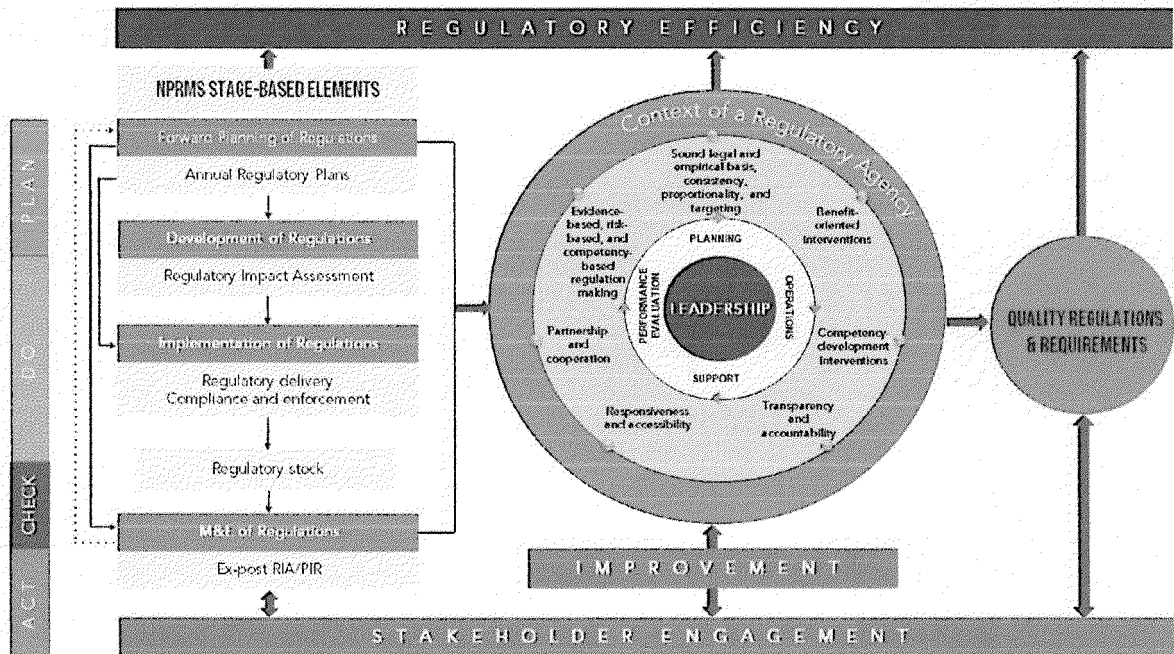 REGULATORY EFFICIENCY
NPRMS STAGE-BASED ELEMENTS
PLAN
DO
CHECK
ACT
Forward Planning of Regulations
Annual Regulatory Plans
Development of Regulations
Regulatory Impact Assessment
Implementation of Regulations
Regulatory delivery
Compliance and enforcement
Regulatory stock
M&E of Regulations
Ex-post RIA/PIR
Context of a Regulatory Agency
Sound legal and
empirical basis,
consistency,
proportionality, and
targeting
Benefit-
oriented
Interventions
Competency-
development
Interventions
Transparency
and
accountability
Responsiveness
and accessibility
Partnership
and
cooperation
Evidence-
based, risk-
based, and
competency-
based
regulation
making
PLANNING
OPERATIONS
SUPPORT
PERFORMANCE
EVALUATION
LEADERSHIP
QUALITY REGULATIONS
& REQUIREMENTS
IMPROVEMENT
STAKEHOLDER ENGAGEMENT